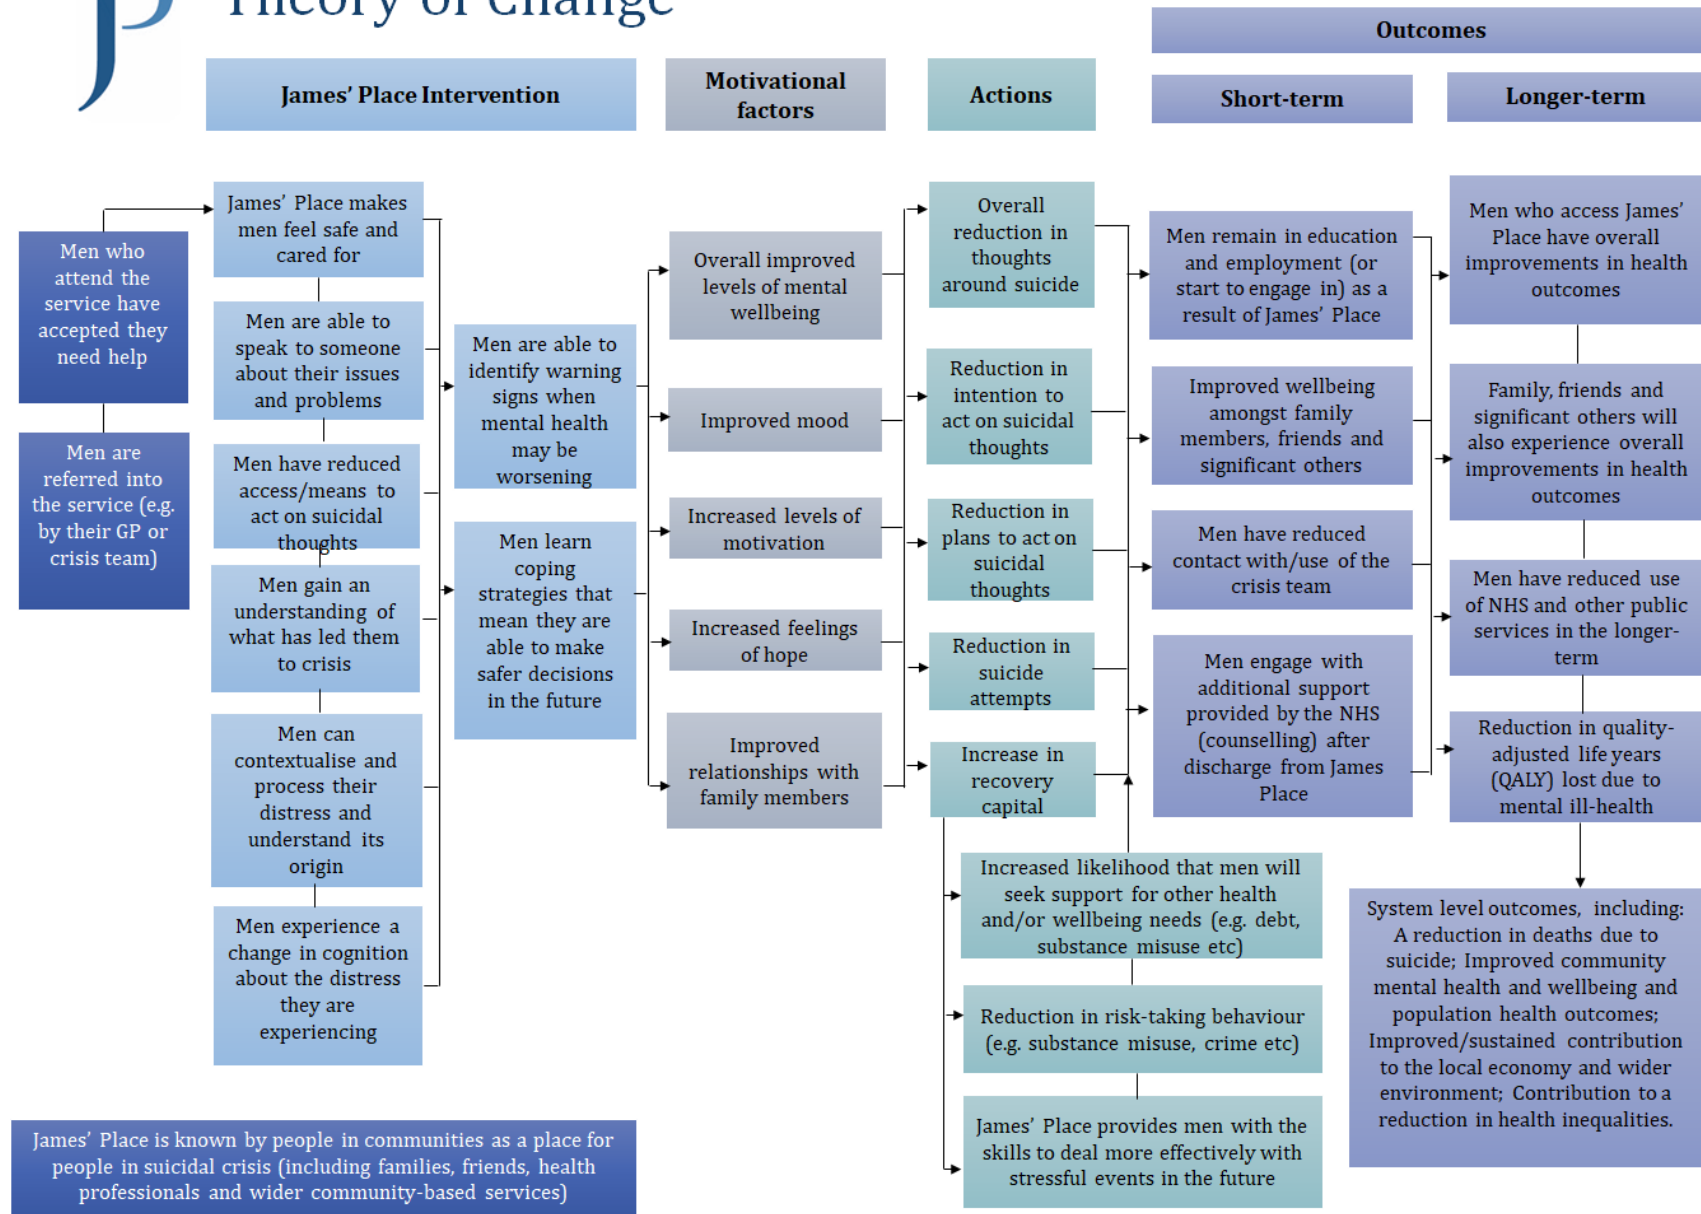 Theory of Change
Outcomes
James’ Place Intervention
Motivational
factors
Actions
Short-term
Longer-term
Men who
attend the
service have
accepted they
need help
Men are
referred into
the service (e.g.
by their GP or
crisis team)
James’ Place makes
men feel safe and
cared for
Men are able to
speak to someone
about their issues
and problems
Men have reduced
access/means to
act on suicidal
thoughts
Men gain an
understanding of
what has led them
to crisis
Men can
contextualise and
process their
distress and
understand its
origin
Men experience a
change in cognition
about the distress
they are
experiencing
Men are able to
identify warning
signs when
mental health
may be
worsening
Men learn
coping
strategies that
mean they are
able to make
safer decisions
in the future
Overall improved
levels of mental
wellbeing
Improved mood
Increased levels of
motivation
Increased feelings
of hope
Improved
relationships with
family members
Overall
reduction in
thoughts
around suicide
Reduction in
intention to
act on suicidal
thoughts
Reduction in
plans to act on
suicidal
thoughts
Reduction in
suicide
attempts
Increase in
recovery
capital
Increased likelihood that men will
seek support for other health
and/or wellbeing needs (e.g. debt,
substance misuse etc)
Reduction in risk-taking behaviour
(e.g. substance misuse, crime etc)
James’ Place provides men with the
skills to deal more effectively with
stressful events in the future
Men remain in education
and employment (or
start to engage in) as a
result of James’ Place
Improved wellbeing
amongst family
members, friends and
significant others
Men have reduced
contact with/use of the
crisis team
Men engage with
additional support
provided by the NHS
(counselling) after
discharge from James
Place
Men who access James’
Place have overall
improvements in health
outcomes
Family, friends and
significant others will
also experience overall
improvements in health
outcomes
Men have reduced use
of NHS and other public
services in the longer-
term
Reduction in quality-
adjusted life years
(QALY) lost due to
mental ill-health
System level outcomes, including:
A reduction in deaths due to
suicide; Improved community
mental health and wellbeing and
population health outcomes;
Improved/sustained contribution
to the local economy and wider
environment; Contribution to a
reduction in health inequalities.
James’ Place is known by people in communities as a place for
people in suicidal crisis (including families, friends, health
professionals and wider community-based services)